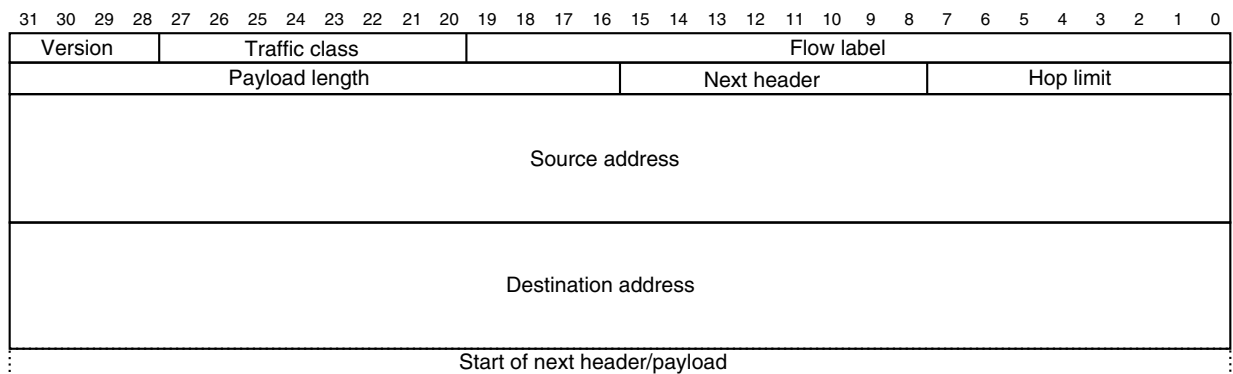 31 30 29 28 27 26 25 24 23 22 21 20 19 18 17 16 15 14 13 12 11 10 9 8 7 6 5 4 3 2 1 0
Version Traffic class Flow label
Payload length Next header Hop limit
Source address
Destination address
Start of next header/payload